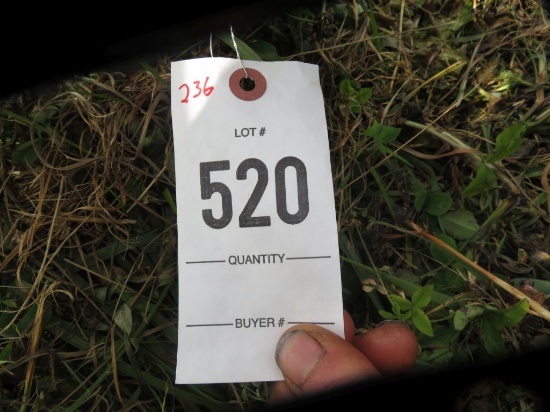 236
LOT #
520
QUANTITY
BUYER #